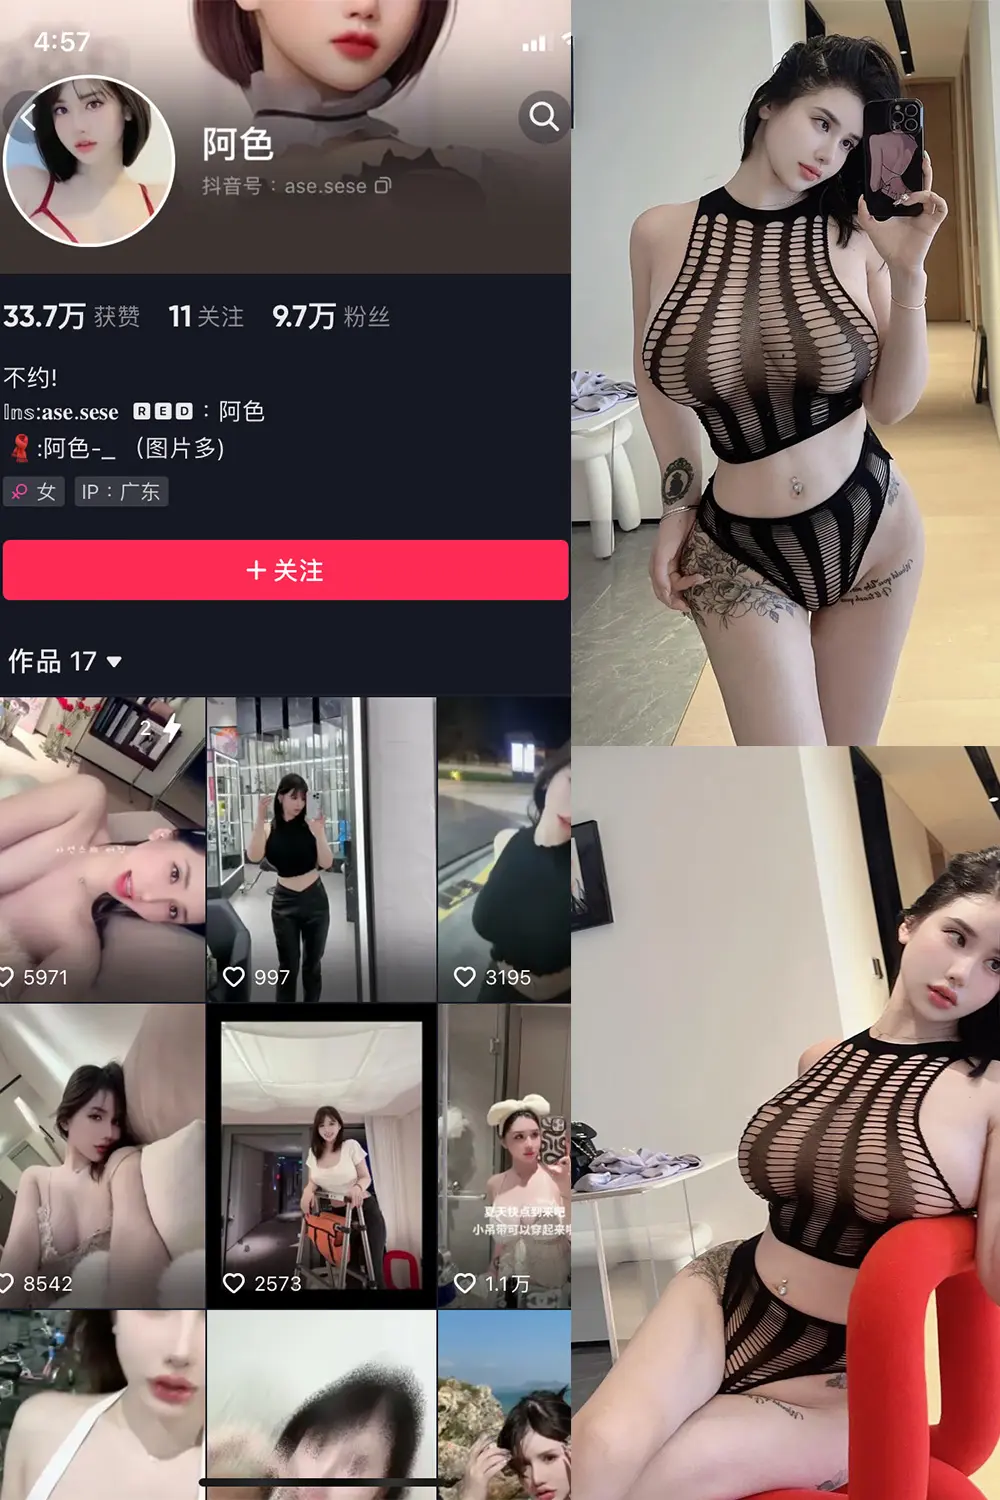 4:57
阿色
抖音号：ase.sese
33.7万 获赞 11 关注 9.7万 粉丝
不约!
Ins:ase.sese RED：阿色
:阿色-_ （图片多)
女 IP：广东
+ 关注
作品 17
2
5971
997
3195
夏天快点到来吧
小吊带可以穿起来
8542
2573
1.1万